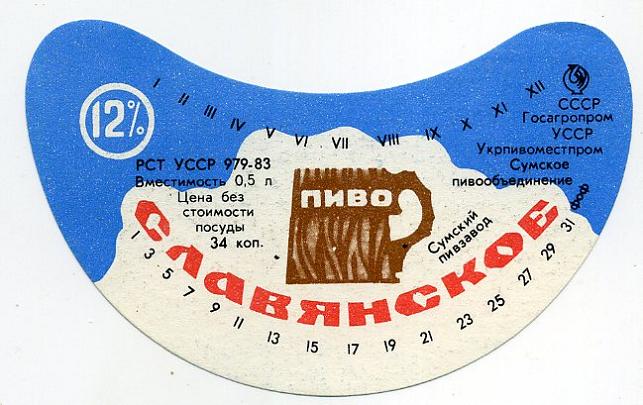 12%
I II III IV V VI VII VIII IX X XI XII
СССР
Госагропром
УССР
Укрпивоместпром
Сумское
пивообъединение
РСТ УССР 979-83
Вместимость 0,5 л
Цена без
стоимости
посуды
34 коп.
ПИВО
Сумский
пивзавод
СЛАВЯНСКОЕ
1 3 5 7 9 11 13 15 17 19 21 23 25 27 29 31
фоф